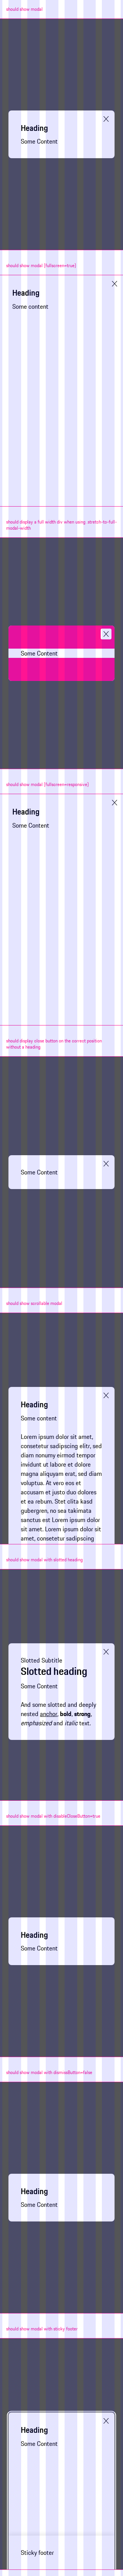 should show modal
Heading
Some Content
should show modal (fullscreen=true)
Heading
Some content
should display a full width div when using .stretch-to-full-
modal-width
Some Content
should show modal (fullscreen=responsive)
Heading
Some Content
should display close button on the correct position
without a heading
Some Content
should show scrollable modal
Heading
Some content
Lorem ipsum dolor sit amet,
consetetur sadipscing elitr, sed
diam nonumy eirmod tempor
invidunt ut labore et dolore
magna aliquyam erat, sed diam
voluptua. At vero eos et
accusam et justo duo dolores
et ea rebum. Stet clita kasd
gubergren, no sea takimata
sanctus est Lorem ipsum dolor
sit amet. Lorem ipsum dolor sit
amet, consetetur sadipscing
should show modal with slotted heading
Slotted Subtitle
Slotted heading
Some Content
And some slotted and deeply
nested anchor, bold, strong,
emphasized and italic text.
should show modal with disableCloseButton=true
Heading
Some Content
should show modal with dismissButton=false
Heading
Some Content
should show modal with sticky footer
Heading
Some Content
Sticky footer